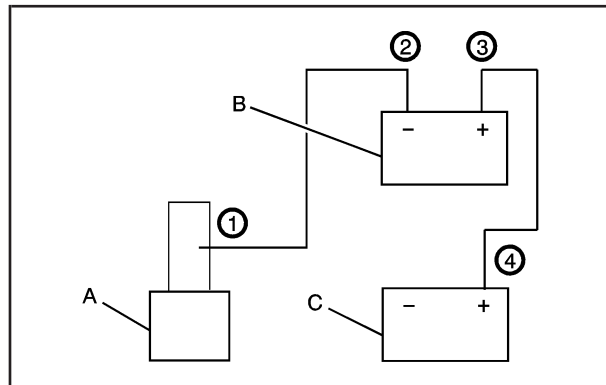 ② ③
B
− +
①
④
A
C
− +